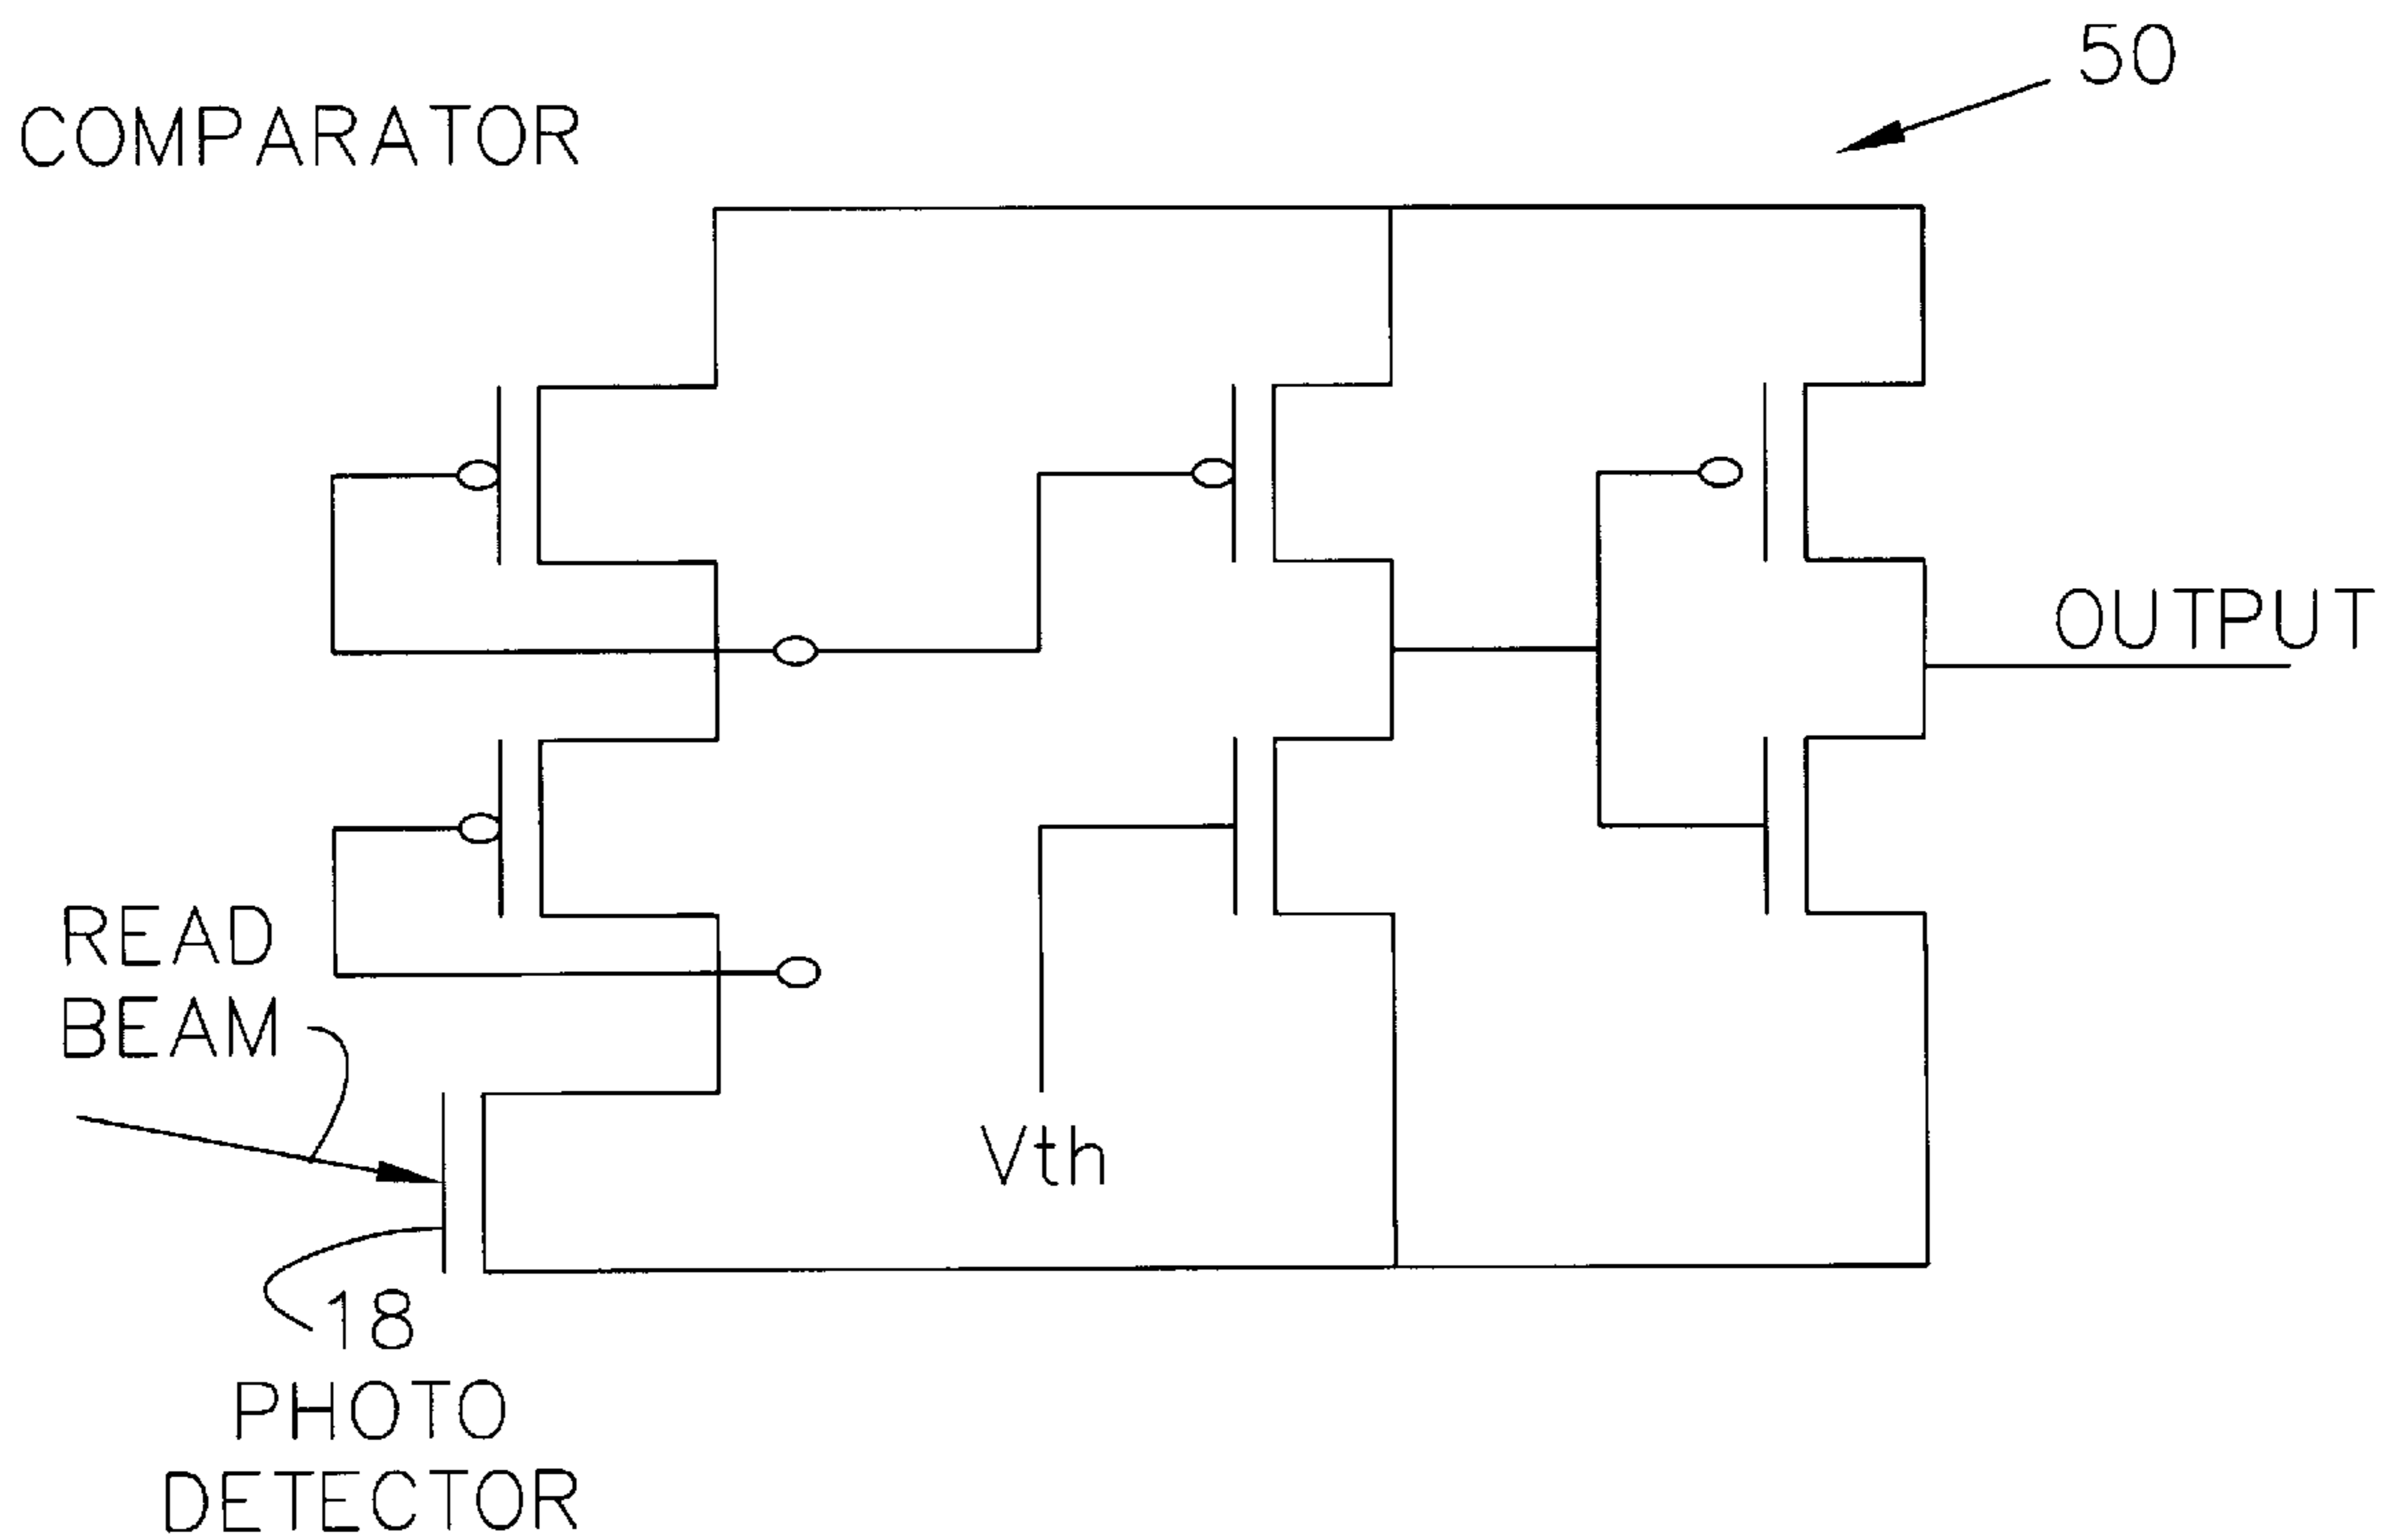 50
COMPARATOR
OUTPUT
READ
BEAM
Vth
18
PHOTO
DETECTOR